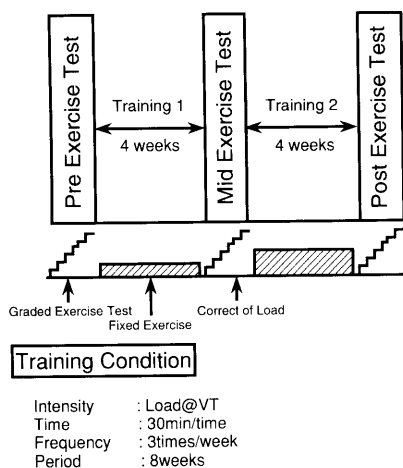 Pre Exercise Test
Training 1
4 weeks
Mid Exercise Test
Training 2
4 weeks
Post Exercise Test
Graded Exercise Test
Fixed Exercise
Correct of Load
Training Condition
Intensity : Load@VT
Time : 30min/time
Frequency : 3times/week
Period : 8weeks